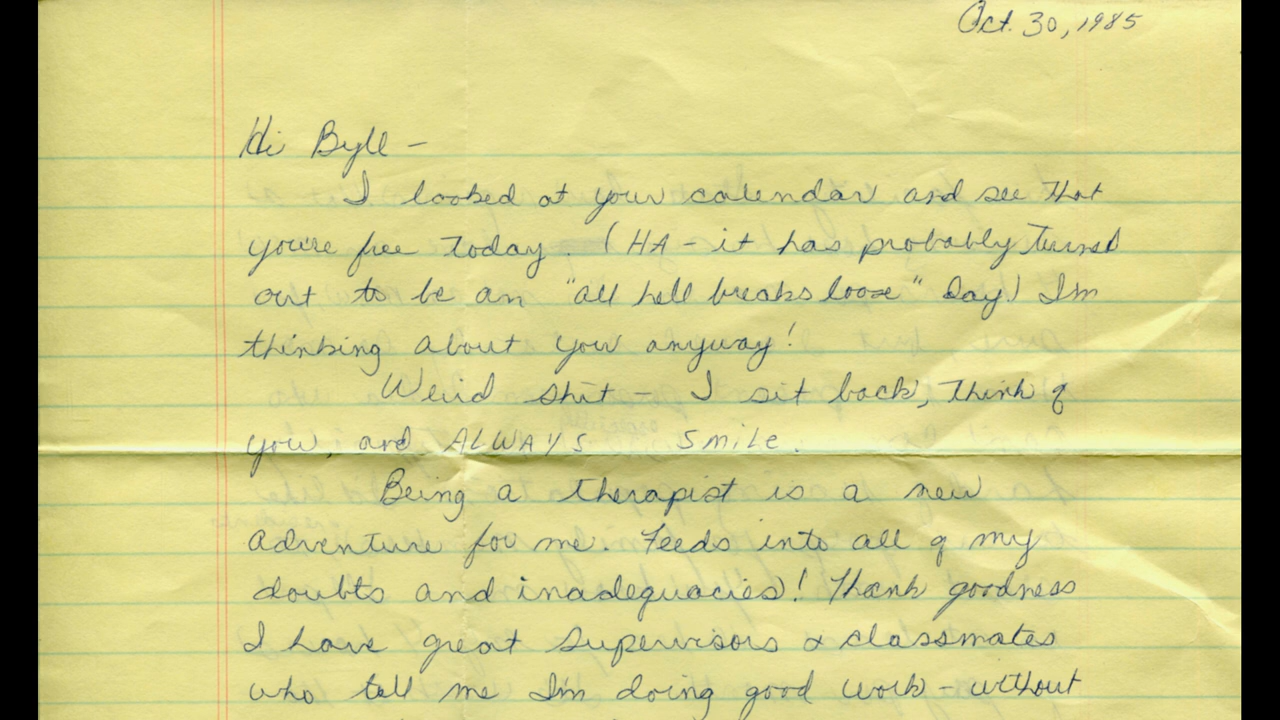 Oct. 30, 1985
Hi Byll -
I looked at your calendar and see that
you're free today. (HA - it has probably turned
out to be an "all hell breaks loose" day!) I'm
thinking about you anyway!
Weird shit - I sit back, think of
you, and ALWAYS smile.
Being a therapist is a new
adventure for me. Feeds into all of my
doubts and inadequacies! Thank goodness
I have great supervisors & classmates
who tell me I'm doing good work - without